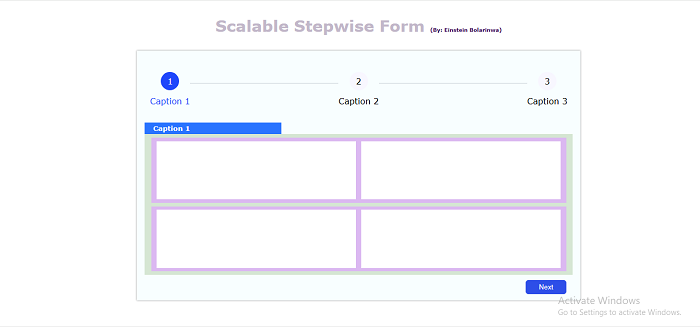 Scalable Stepwise Form (By: Einstein Bolarinwa)
1 2 3
Caption 1 Caption 2 Caption 3
Caption 1
Next
Activate Windows
Go to Settings to activate Windows.